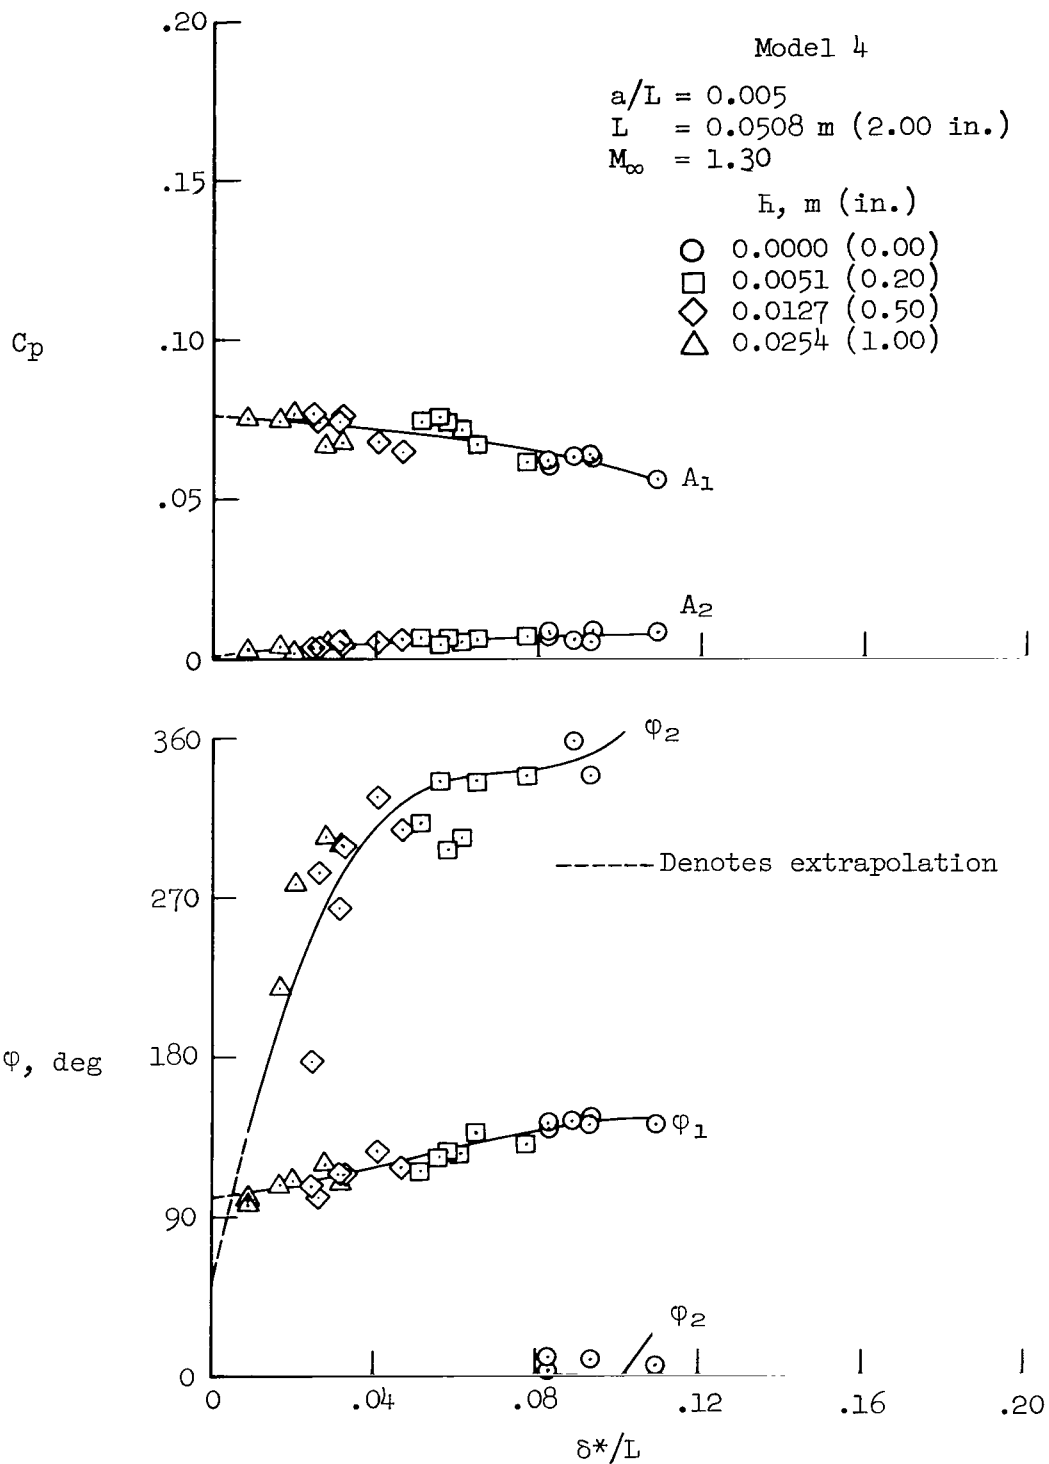 .20
Model 4
a/L = 0.005
L = 0.0508 m (2.00 in.)
M∞ = 1.30
.15
h, m (in.)
0.0000 (0.00)
0.0051 (0.20)
0.0127 (0.50)
0.0254 (1.00)
.10
Cp
.05
A1
A2
0
360
φ2
Denotes extrapolation
270
φ, deg
180
φ1
90
φ2
0
0 .04 .08 .12 .16 .20
δ*/L